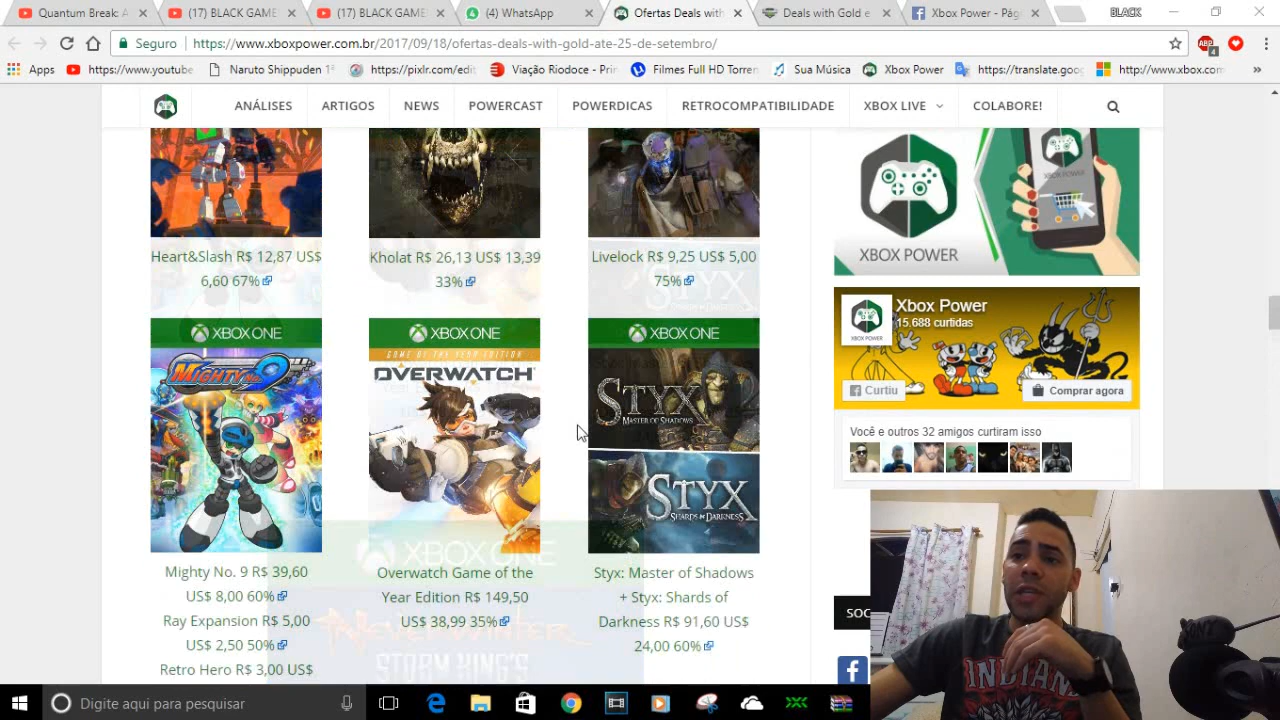 Quantum Break: A
(17) BLACK GAME
(17) BLACK GAME
(4) WhatsApp
Ofertas Deals with
Deals with Gold e
Xbox Power - Pág
BLACK
Seguro
https://www.xboxpower.com.br/2017/09/18/ofertas-deals-with-gold-ate-25-de-setembro/
ABP
4
Apps
https://www.youtube
Naruto Shippuden 1ª
https://pixlr.com/edit
Viação Riodoce - Prin
Filmes Full HD Torren
Sua Música
Xbox Power
https://translate.goog
http://www.xbox.com
»
ANÁLISES
ARTIGOS
NEWS
POWERCAST
POWERDICAS
RETROCOMPATIBILIDADE
XBOX LIVE
COLABORE!
Heart&Slash R$ 12,87 US$
6,60 67%
Kholat R$ 26,13 US$ 13,39
33%
Livelock R$ 9,25 US$ 5,00
75%
XBOX ONE
MIGHTY No. 9
XBOX ONE
GAME OF THE YEAR EDITION
OVERWATCH
XBOX ONE
STYX
MASTER OF SHADOWS
STYX
SHARDS OF DARKNESS
Mighty No. 9 R$ 39,60
US$ 8,00 60%
Ray Expansion R$ 5,00
US$ 2,50 50%
Retro Hero R$ 3,00 US$
Overwatch Game of the
Year Edition R$ 149,50
US$ 38,99 35%
Styx: Master of Shadows
+ Styx: Shards of
Darkness R$ 91,60 US$
24,00 60%
XBOX ONE
NEVERWINTER
STORM KING'S
XBOX POWER
XBOX POWER
Xbox Power
15.688 curtidas
Curtiu
Comprar agora
Você e outros 32 amigos curtiram isso
SOC
INDIANS
Digite aqui para pesquisar